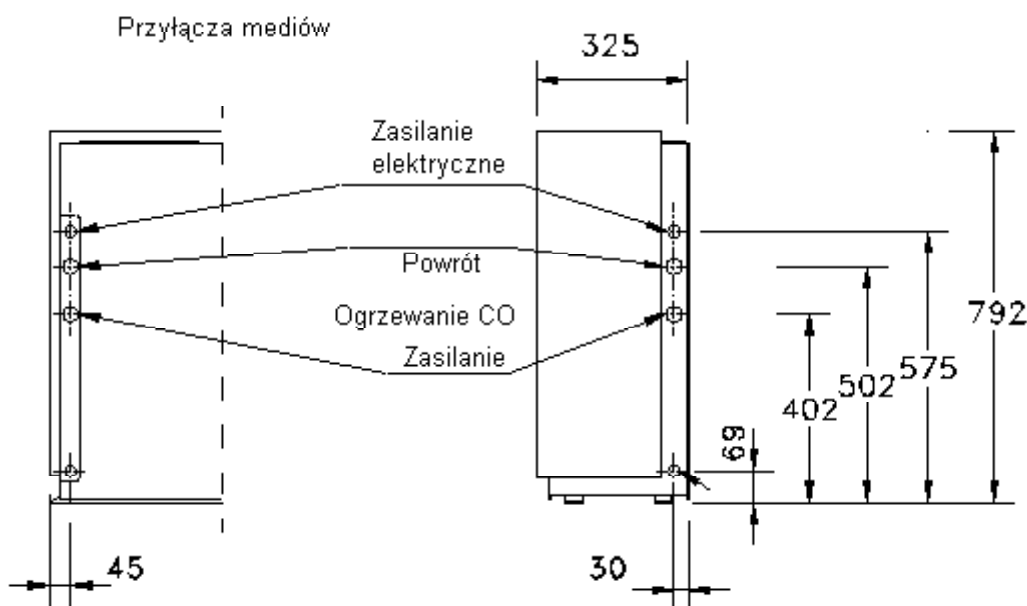 Przyłącza mediów
325
Zasilanie
elektryczne
Powrót
Ogrzewanie CO
Zasilanie
792
575
502
402
69
45
30